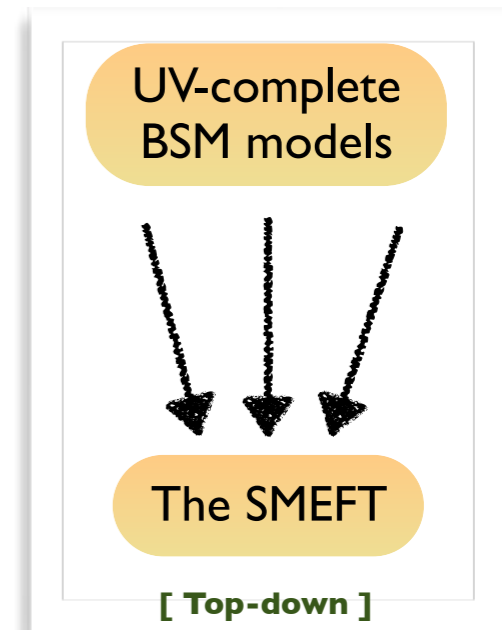 UV-complete
BSM models
The SMEFT
[ Top-down ]